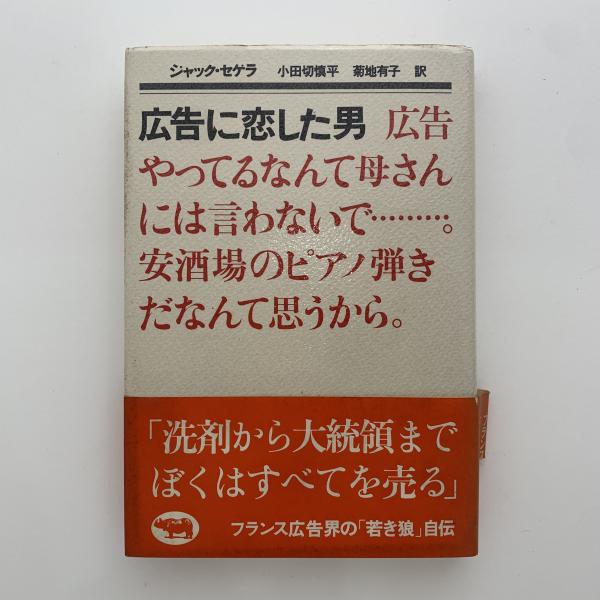 ジャック・セゲラ 小田切慎平 菊地有子 訳
広告に恋した男 広告
やってるなんて母さん
には言わないで………。
安酒場のピアノ弾き
だなんて思うから。
「洗剤から大統領まで
ぼくはすべてを売る」
フランス広告界の「若き狼」自伝